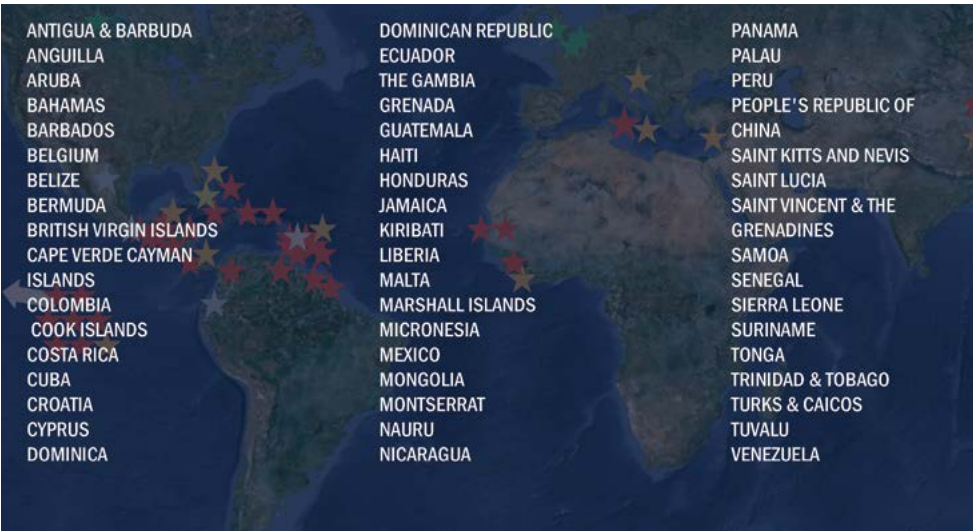 ANTIGUA & BARBUDA
ANGUILLA
ARUBA
BAHAMAS
BARBADOS
BELGIUM
BELIZE
BERMUDA
BRITISH VIRGIN ISLANDS
CAPE VERDE CAYMAN
ISLANDS
COLOMBIA
COOK ISLANDS
COSTA RICA
CUBA
CROATIA
CYPRUS
DOMINICA
DOMINICAN REPUBLIC
ECUADOR
THE GAMBIA
GRENADA
GUATEMALA
HAITI
HONDURAS
JAMAICA
KIRIBATI
LIBERIA
MALTA
MARSHALL ISLANDS
MICRONESIA
MEXICO
MONGOLIA
MONTSERRAT
NAURU
NICARAGUA
PANAMA
PALAU
PERU
PEOPLE'S REPUBLIC OF
CHINA
SAINT KITTS AND NEVIS
SAINT LUCIA
SAINT VINCENT & THE
GRENADINES
SAMOA
SENEGAL
SIERRA LEONE
SURINAME
TONGA
TRINIDAD & TOBAGO
TURKS & CAICOS
TUVALU
VENEZUELA